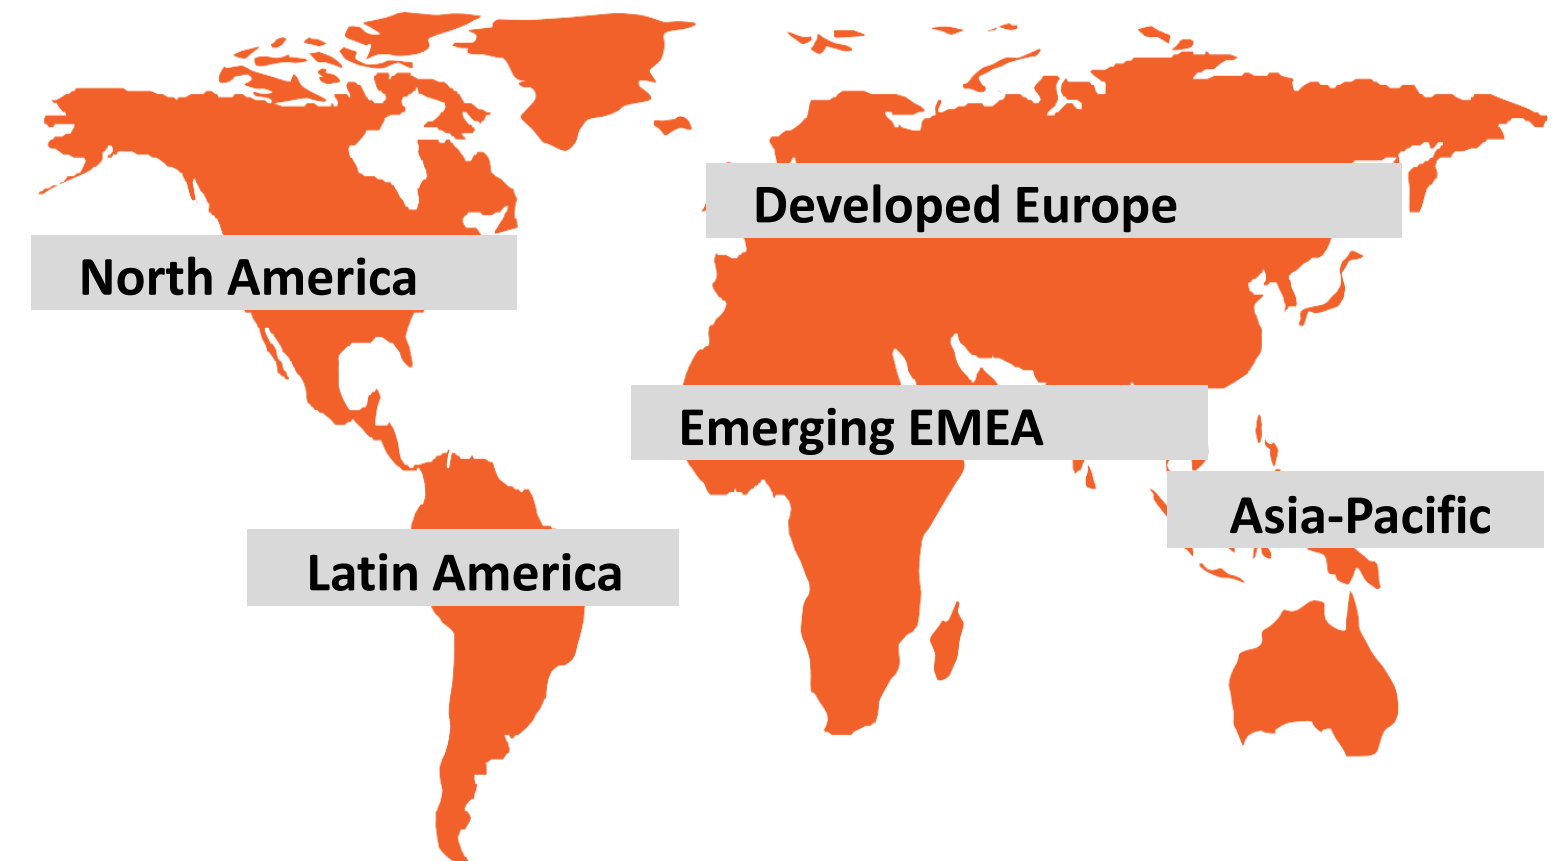 Developed Europe
North America
Emerging EMEA
Asia-Pacific
Latin America